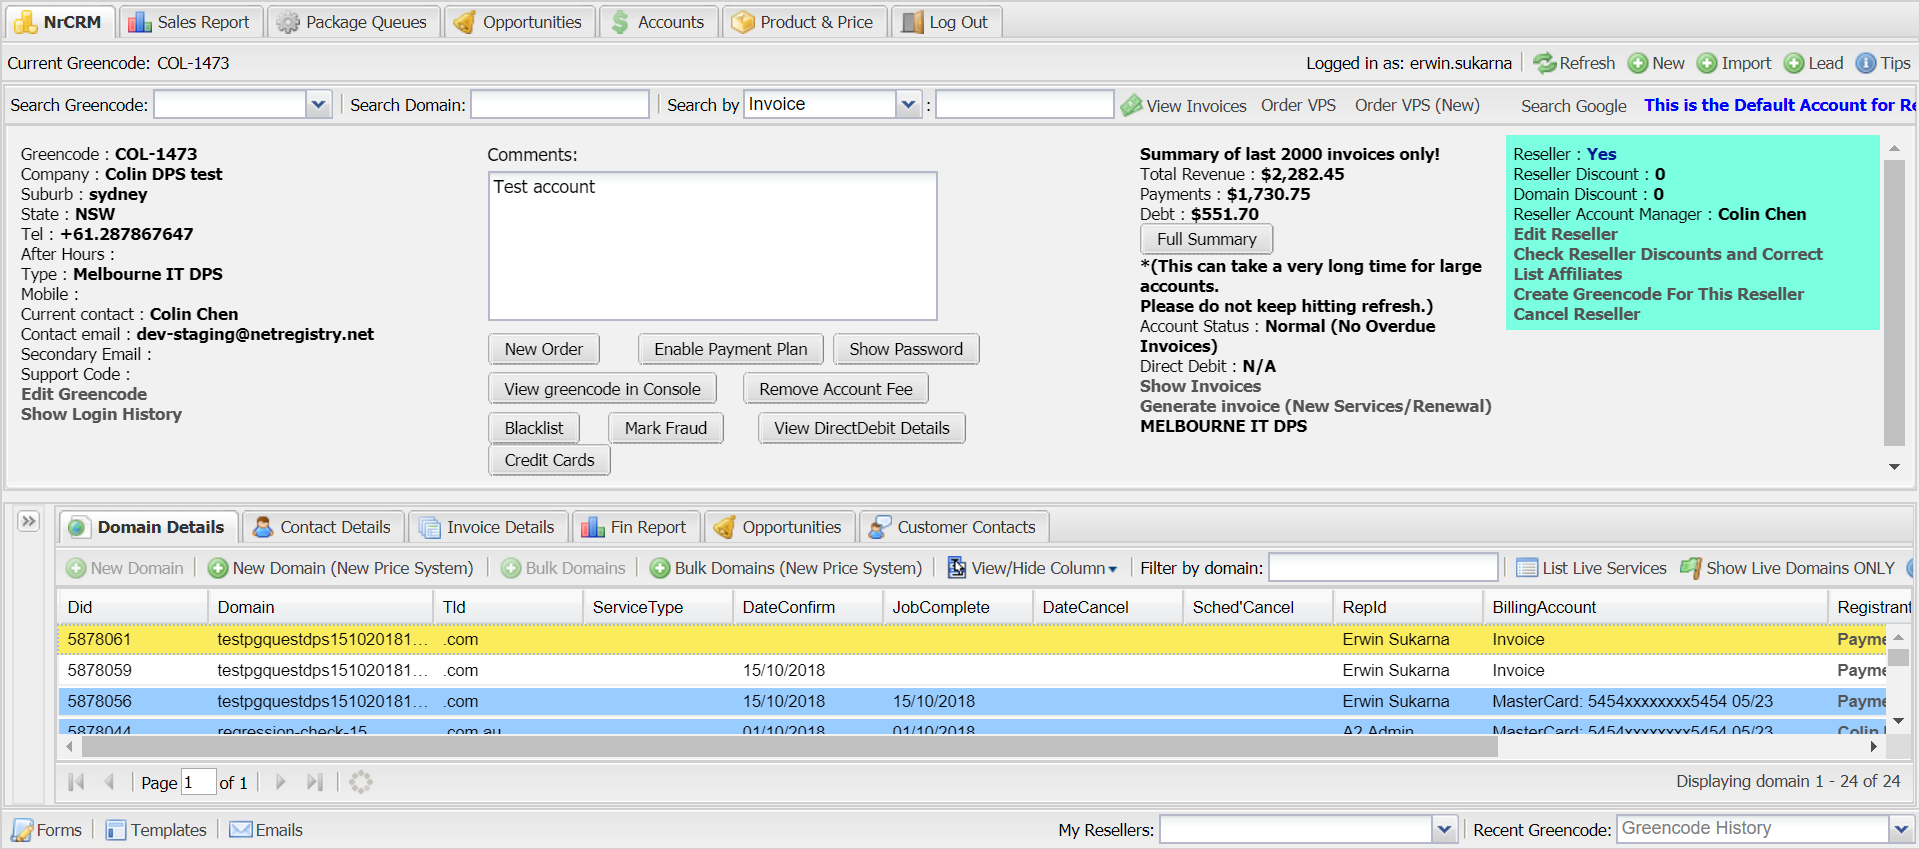 NrCRM Sales Report Package Queues Opportunities Accounts Product & Price Log Out
Current Greencode: COL-1473 Logged in as: erwin.sukarna Refresh New Import Lead Tips
Search Greencode: Search Domain: Search by Invoice : View Invoices Order VPS Order VPS (New) Search Google This is the Default Account for Re
Greencode : COL-1473
Company : Colin DPS test
Suburb : sydney
State : NSW
Tel : +61.287867647
After Hours :
Type : Melbourne IT DPS
Mobile :
Current contact : Colin Chen
Contact email : dev-staging@netregistry.net
Secondary Email :
Support Code :
Edit Greencode
Show Login History
Comments:
Test account
New Order Enable Payment Plan Show Password
View greencode in Console Remove Account Fee
Blacklist Mark Fraud View DirectDebit Details
Credit Cards
Summary of last 2000 invoices only!
Total Revenue : $2,282.45
Payments : $1,730.75
Debt : $551.70
Full Summary
*(This can take a very long time for large
accounts.
Please do not keep hitting refresh.)
Account Status : Normal (No Overdue
Invoices)
Direct Debit : N/A
Show Invoices
Generate invoice (New Services/Renewal)
MELBOURNE IT DPS
Reseller : Yes
Reseller Discount : 0
Domain Discount : 0
Reseller Account Manager : Colin Chen
Edit Reseller
Check Reseller Discounts and Correct
List Affiliates
Create Greencode For This Reseller
Cancel Reseller
Domain Details Contact Details Invoice Details Fin Report Opportunities Customer Contacts
New Domain New Domain (New Price System) Bulk Domains Bulk Domains (New Price System) View/Hide Column Filter by domain: List Live Services Show Live Domains ONLY
Did Domain Tld ServiceType DateConfirm JobComplete DateCancel Sched'Cancel RepId BillingAccount Registrant
5878061 testpgquestdps151020181... .com Erwin Sukarna Invoice Payme
5878059 testpgquestdps151020181... .com 15/10/2018 Erwin Sukarna Invoice Payme
5878056 testpgquestdps151020181... .com 15/10/2018 15/10/2018 Erwin Sukarna MasterCard: 5454xxxxxxxx5454 05/23 Payme
5878044 regression-check-15 .com.au 01/10/2018 01/10/2018 A2 Admin MasterCard: 5454xxxxxxxx5454 05/23 Colin
Page 1 of 1 Displaying domain 1 - 24 of 24
Forms Templates Emails My Resellers: Recent Greencode: Greencode History